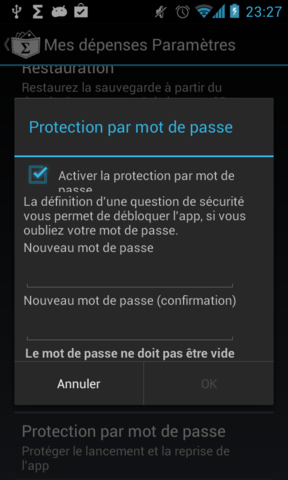 23:27
Mes dépenses Paramètres
Restauration
Restaurez la sauvegarde à partir du
Protection par mot de passe
Activer la protection par mot de
passe
La définition d'une question de sécurité
vous permet de débloquer l'app, si vous
oubliez votre mot de passe.
Nouveau mot de passe
Nouveau mot de passe (confirmation)
Le mot de passe ne doit pas être vide
Annuler
OK
Protection par mot de passe
Protéger le lancement et la reprise de
l'app